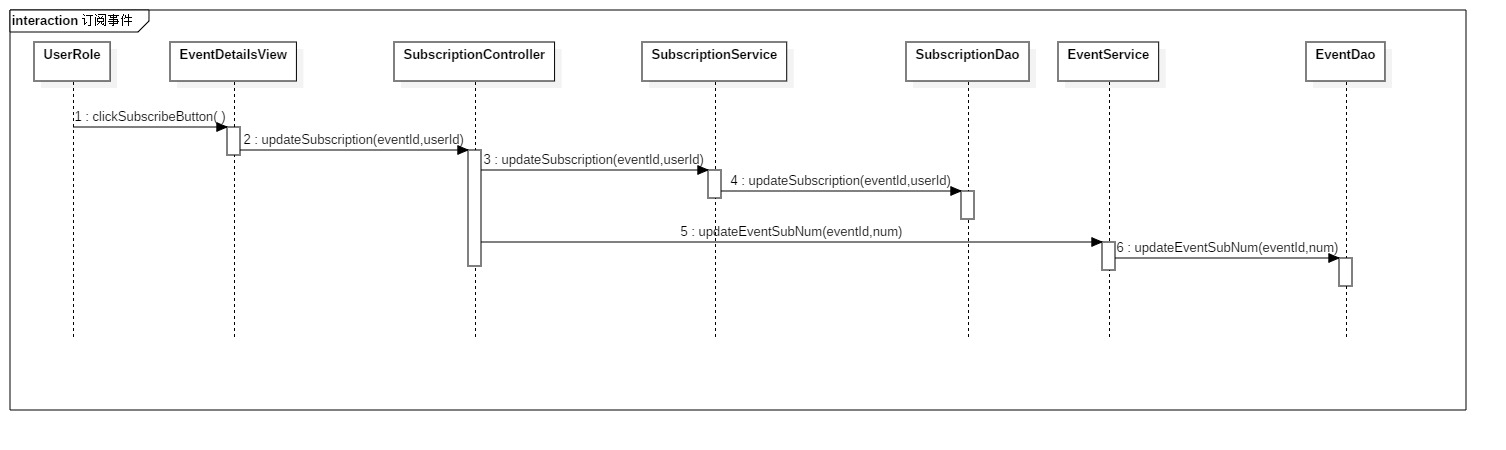 interaction 订阅事件
UserRole
EventDetailsView
SubscriptionController
SubscriptionService
SubscriptionDao
EventService
EventDao
1 : clickSubscribeButton( )
2 : updateSubscription(eventId,userId)
3 : updateSubscription(eventId,userId)
4 : updateSubscription(eventId,userId)
5 : updateEventSubNum(eventId,num)
6 : updateEventSubNum(eventId,num)